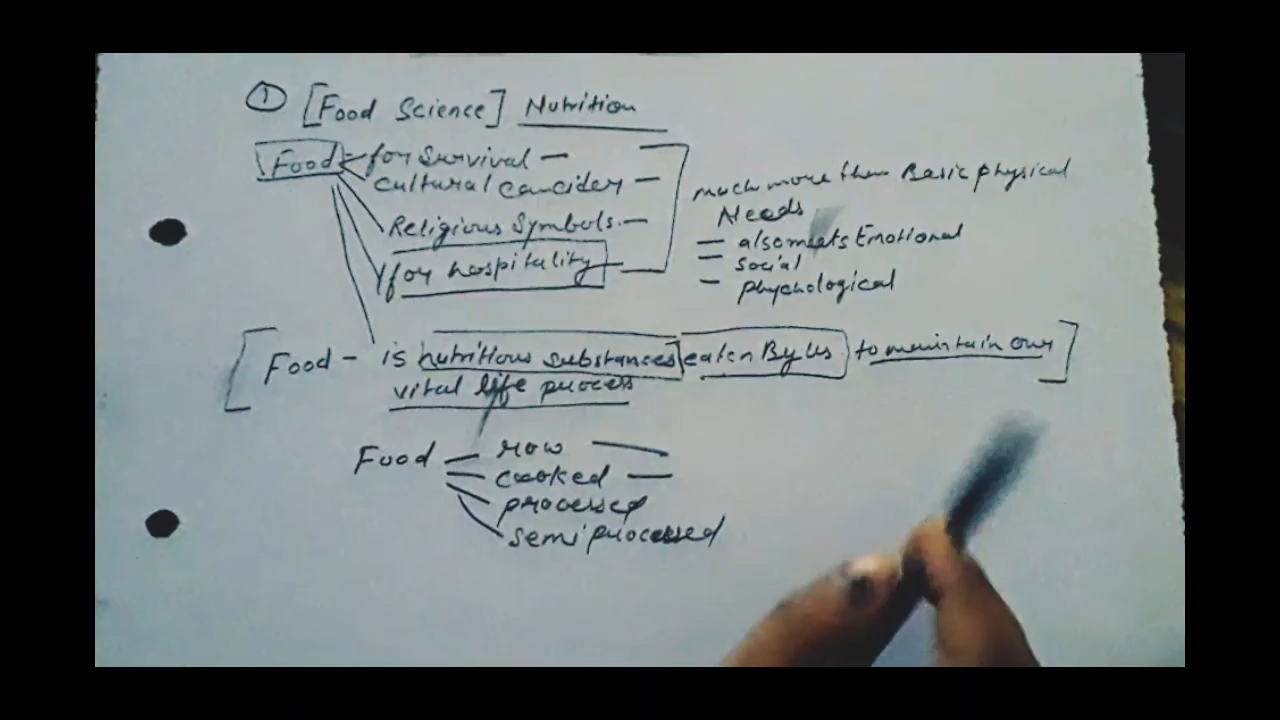 ① [Food Science] Nutrition
Food for Survival
cultural
Religious Symbols.
for hospitality
much more than Basic physical
Needs
also meets Emotional
social
phychological
Food - is nutritious substances eaten By Us to maintain our
vital life process
Food row
cooked
processed
semi processed